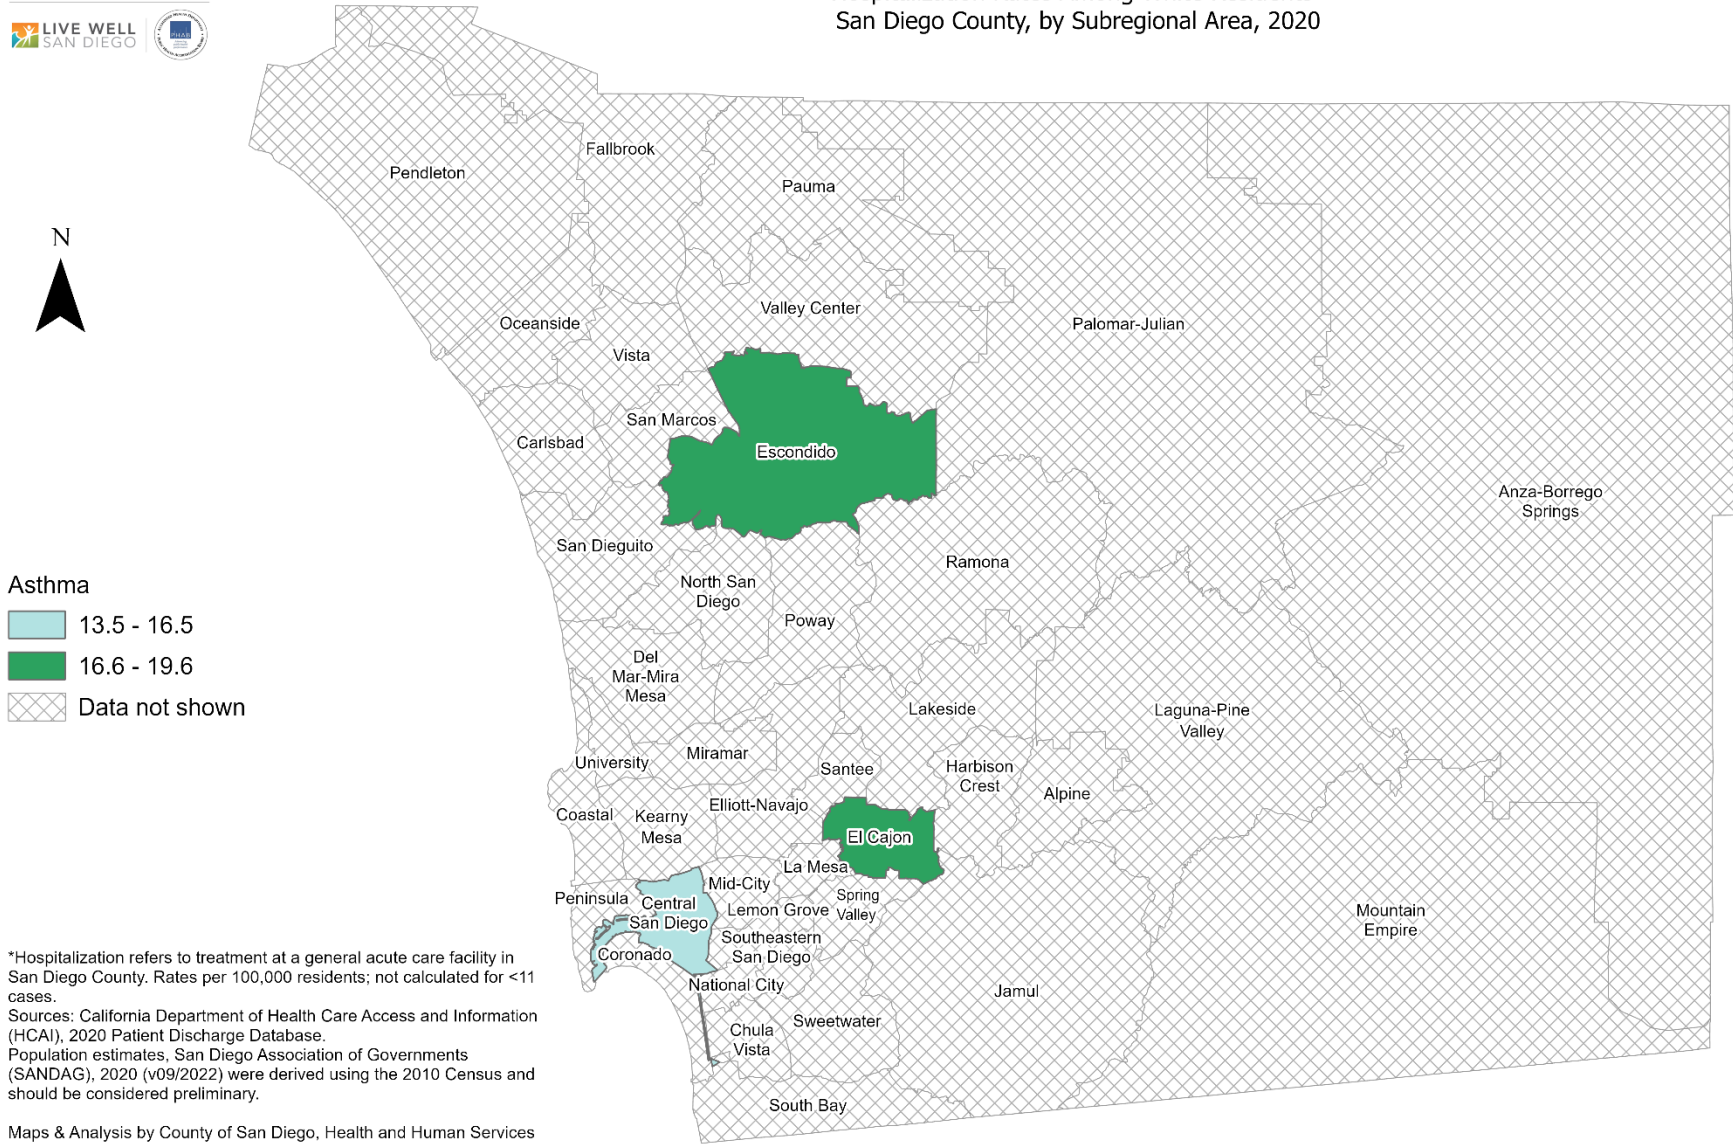 LIVE WELL
SAN DIEGO
PHAB
San Diego County, by Subregional Area, 2020
Fallbrook
Pendleton
Pauma
N
Valley Center
Oceanside
Palomar-Julian
Vista
San Marcos
Carlsbad
Escondido
Anza-Borrego
Springs
San Dieguito
Ramona
North San
Diego
Poway
Asthma
13.5 - 16.5
16.6 - 19.6
Data not shown
Del
Mar-Mira
Mesa
Lakeside
Laguna-Pine
Valley
Miramar
University
Santee
Harbison
Crest
Alpine
Elliott-Navajo
Coastal
Kearny
Mesa
El Cajon
La Mesa
Mid-City
Peninsula
Central
San Diego
Spring
Valley
Lemon Grove
Mountain
Empire
Southeastern
San Diego
Coronado
National City
Jamul
Sweetwater
Chula
Vista
South Bay
*Hospitalization refers to treatment at a general acute care facility in
San Diego County. Rates per 100,000 residents; not calculated for <11
cases.
Sources: California Department of Health Care Access and Information
(HCAI), 2020 Patient Discharge Database.
Population estimates, San Diego Association of Governments
(SANDAG), 2020 (v09/2022) were derived using the 2010 Census and
should be considered preliminary.
Maps & Analysis by County of San Diego, Health and Human Services